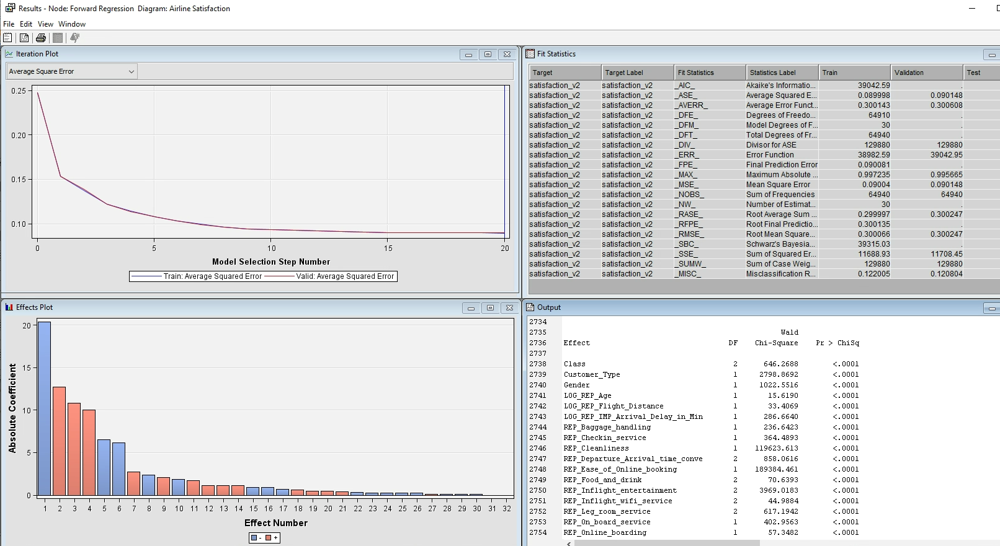 Results - Node: Forward Regression  Diagram: Airline Satisfaction
File Edit View Window
Iteration Plot
Average Square Error
0.25
0.20
0.15
0.10
0 5 10 15 20
Model Selection Step Number
Train: Average Squared Error Valid: Average Squared Error
Fit Statistics
Target Target Label Fit Statistics Statistics Label Train Validation Test
satisfaction_v2 satisfaction_v2 _AIC_ Akaike's Informatio... 39042.59 .
satisfaction_v2 satisfaction_v2 _ASE_ Average Squared E... 0.089998 0.090148
satisfaction_v2 satisfaction_v2 _AVERR_ Average Error Funct... 0.300143 0.300608
satisfaction_v2 satisfaction_v2 _DFE_ Degrees of Freedo... 64910 .
satisfaction_v2 satisfaction_v2 _DFM_ Model Degrees of F... 30 .
satisfaction_v2 satisfaction_v2 _DFT_ Total Degrees of Fr... 64940 .
satisfaction_v2 satisfaction_v2 _DIV_ Divisor for ASE 129880 129880
satisfaction_v2 satisfaction_v2 _ERR_ Error Function 38982.59 39042.95
satisfaction_v2 satisfaction_v2 _FPE_ Final Prediction Error 0.090081 .
satisfaction_v2 satisfaction_v2 _MAX_ Maximum Absolute ... 0.997235 0.995665
satisfaction_v2 satisfaction_v2 _MSE_ Mean Square Error 0.09004 0.090148
satisfaction_v2 satisfaction_v2 _NOBS_ Sum of Frequencies 64940 64940
satisfaction_v2 satisfaction_v2 _NW_ Number of Estimat... 30 .
satisfaction_v2 satisfaction_v2 _RASE_ Root Average Sum ... 0.299997 0.300247
satisfaction_v2 satisfaction_v2 _RFPE_ Root Final Predictio... 0.300135 .
satisfaction_v2 satisfaction_v2 _RMSE_ Root Mean Square... 0.300066 0.300247
satisfaction_v2 satisfaction_v2 _SBC_ Schwarz's Bayesia... 39315.03 .
satisfaction_v2 satisfaction_v2 _SSE_ Sum of Squared Er... 11688.93 11708.45
satisfaction_v2 satisfaction_v2 _SUMW_ Sum of Case Weig... 129880 129880
satisfaction_v2 satisfaction_v2 _MISC_ Misclassification R... 0.122005 0.120804
Effects Plot
Absolute Coefficient
20
15
10
5
0
1 2 3 4 5 6 7 8 9 10 11 12 13 14 15 16 17 18 19 20 21 22 23 24 25 26 27 28 29 30 31 32
Effect Number
- +
Output
2734
2735 Wald
2736 Effect DF Chi-Square Pr > ChiSq
2737
2738 Class 2 646.2688 <.0001
2739 Customer_Type 1 2798.8692 <.0001
2740 Gender 1 1022.5516 <.0001
2741 LOG_REP_Age 1 15.6190 <.0001
2742 LOG_REP_Flight_Distance 1 33.4069 <.0001
2743 LOG_REP_IMP_Arrival_Delay_in_Min 1 286.6640 <.0001
2744 REP_Baggage_handling 1 236.6423 <.0001
2745 REP_Checkin_service 1 364.4893 <.0001
2746 REP_Cleanliness 1 119623.613 <.0001
2747 REP_Departure_Arrival_time_conve 2 858.0616 <.0001
2748 REP_Ease_of_Online_booking 1 189384.461 <.0001
2749 REP_Food_and_drink 2 70.6393 <.0001
2750 REP_Inflight_entertainment 2 3969.0183 <.0001
2751 REP_Inflight_wifi_service 2 44.9884 <.0001
2752 REP_Leg_room_service 2 617.1942 <.0001
2753 REP_On_board_service 1 402.9563 <.0001
2754 REP_Online_boarding 1 57.3482 <.0001